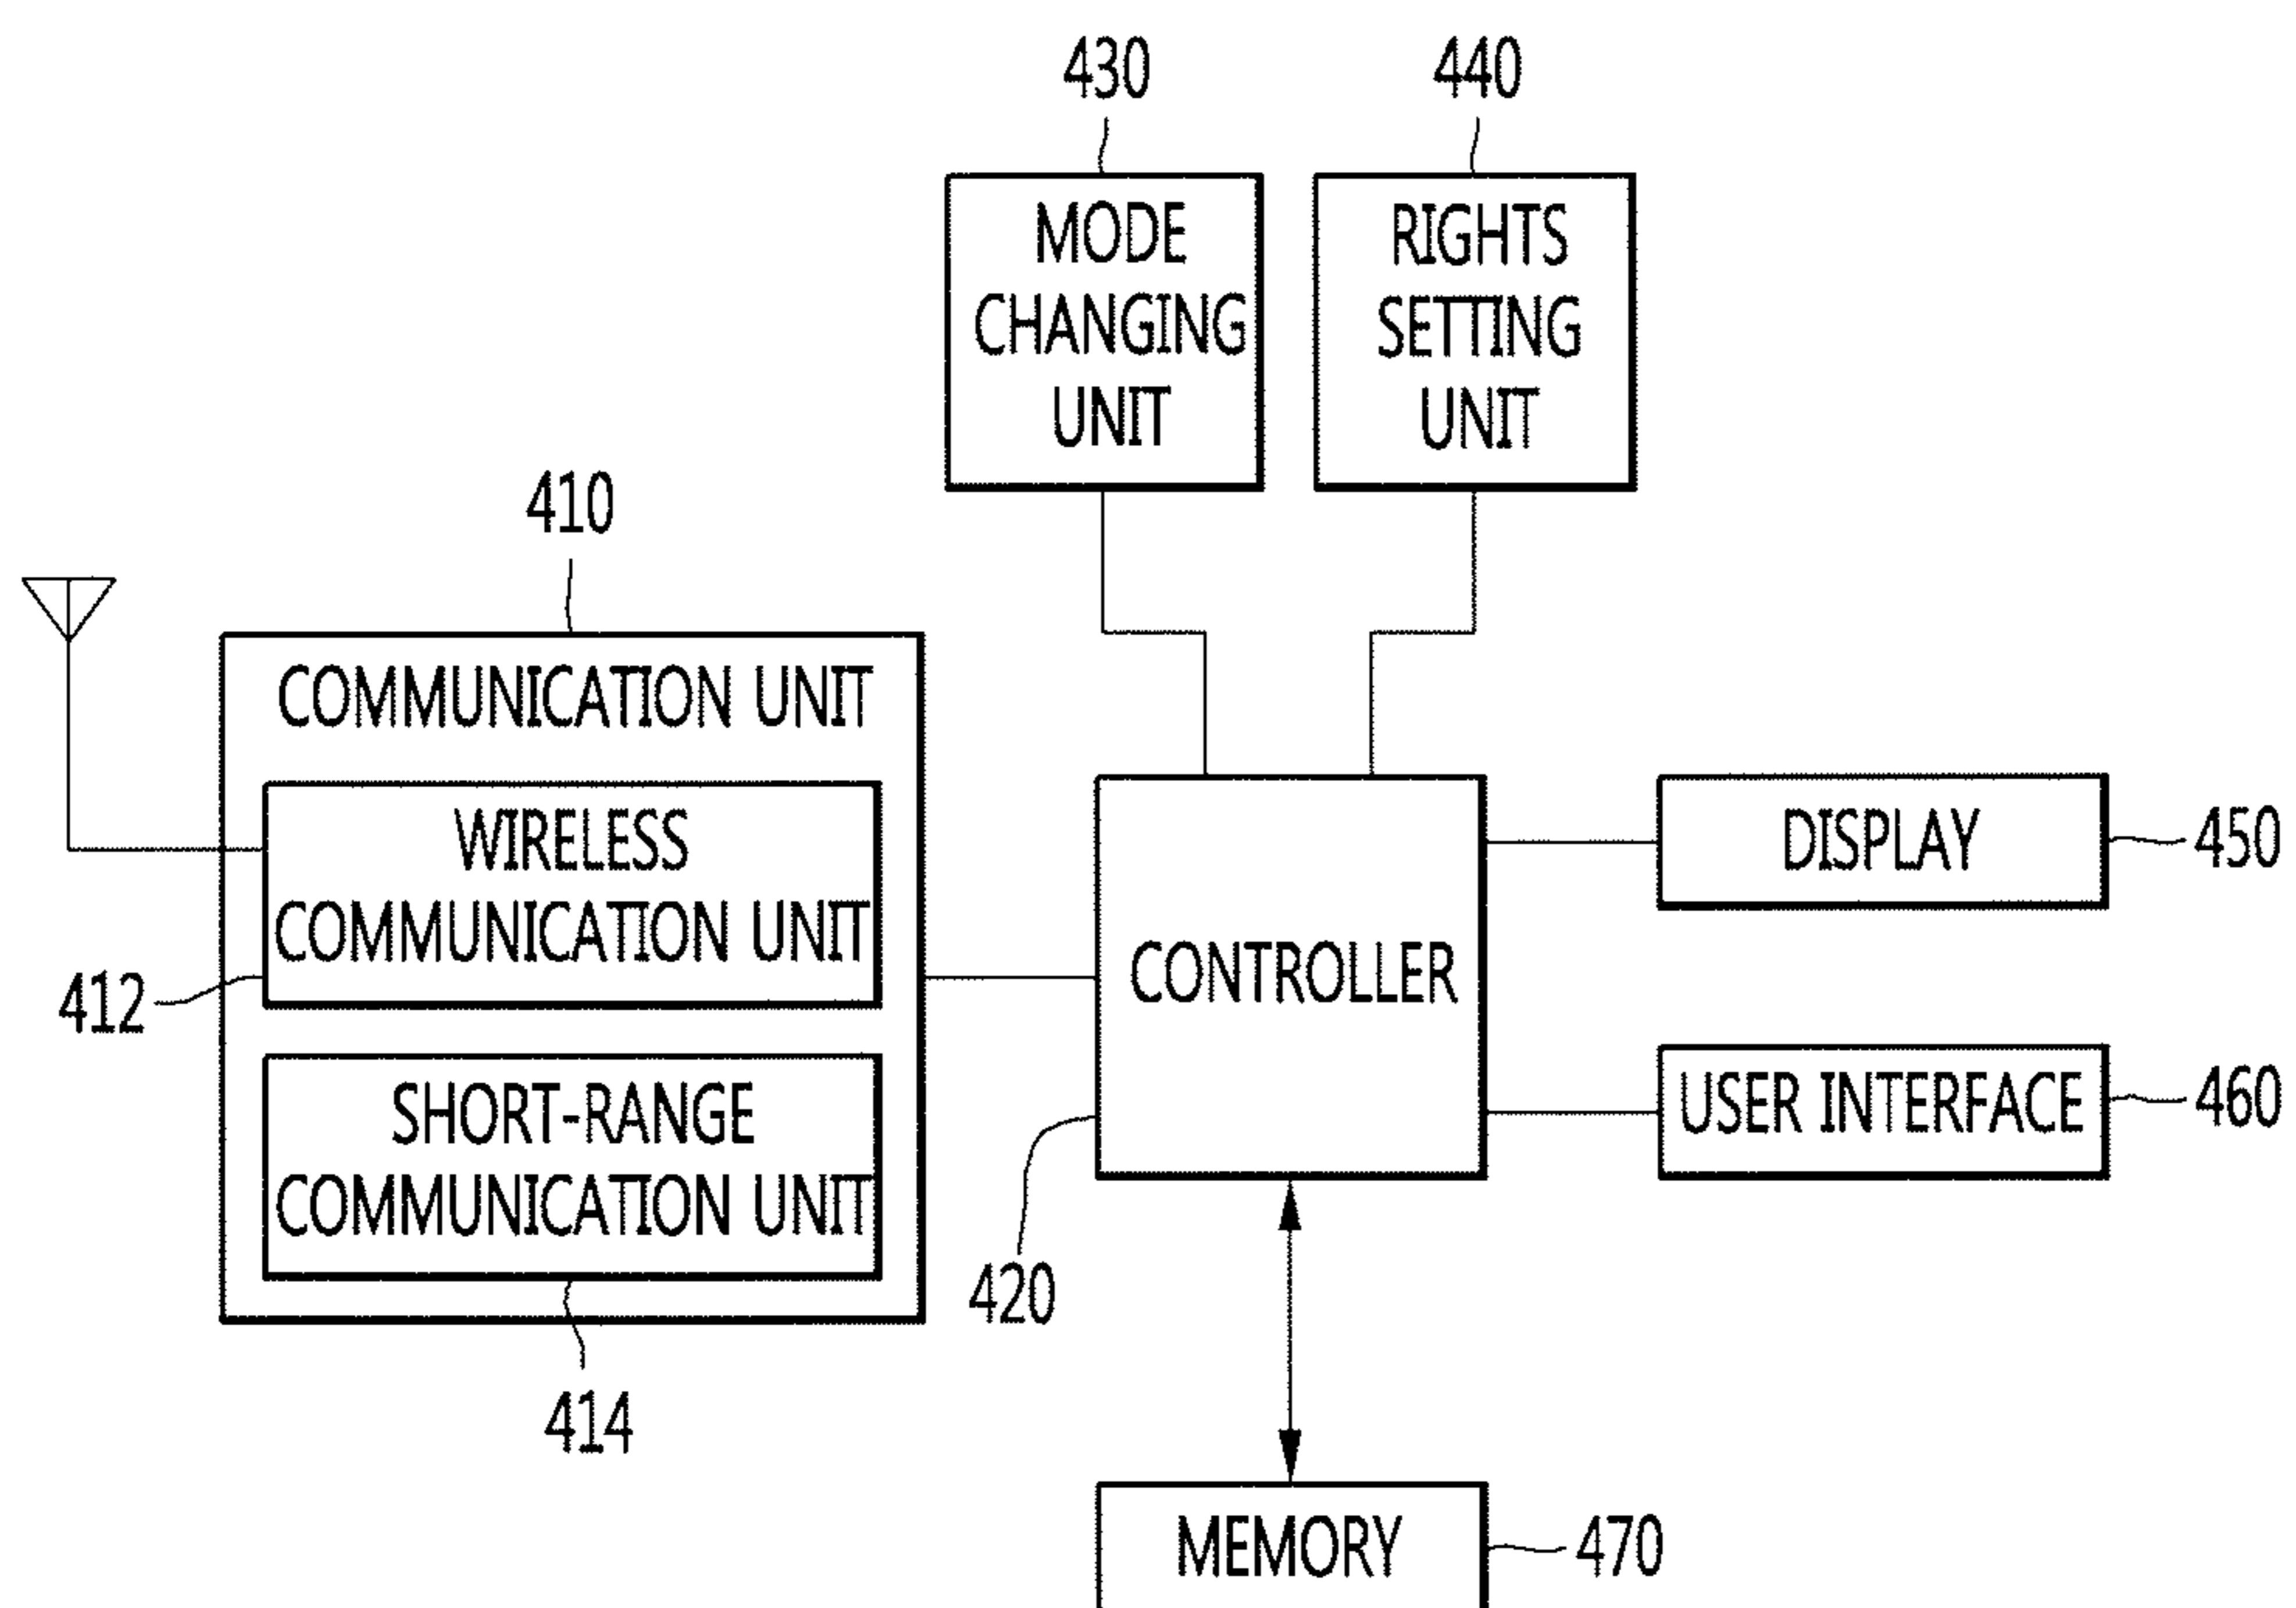 430
440
MODE
CHANGING
UNIT
RIGHTS
SETTING
UNIT
410
COMMUNICATION UNIT
WIRELESS
COMMUNICATION UNIT
412
SHORT-RANGE
COMMUNICATION UNIT
414
CONTROLLER
420
DISPLAY
450
USER INTERFACE
460
MEMORY
470